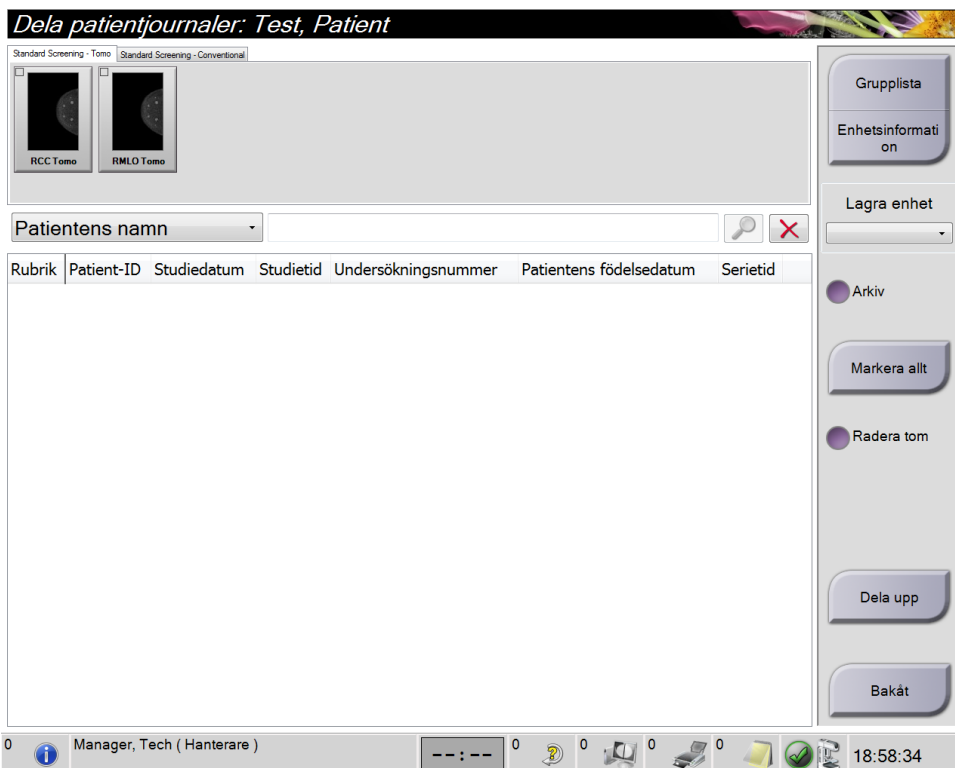 Dela patientjournaler: Test, Patient
Standard Screening - Tomo Standard Screening - Conventional
RCC Tomo RMLO Tomo
Patientens namn
Rubrik Patient-ID Studiedatum Studietid Undersökningsnummer Patientens födelsedatum Serietid
Grupplista
Enhetsinformati
on
Lagra enhet
Arkiv
Markera allt
Radera tom
Dela upp
Bakåt
0 Manager, Tech ( Hanterare ) --:-- 0 0 0 0 18:58:34